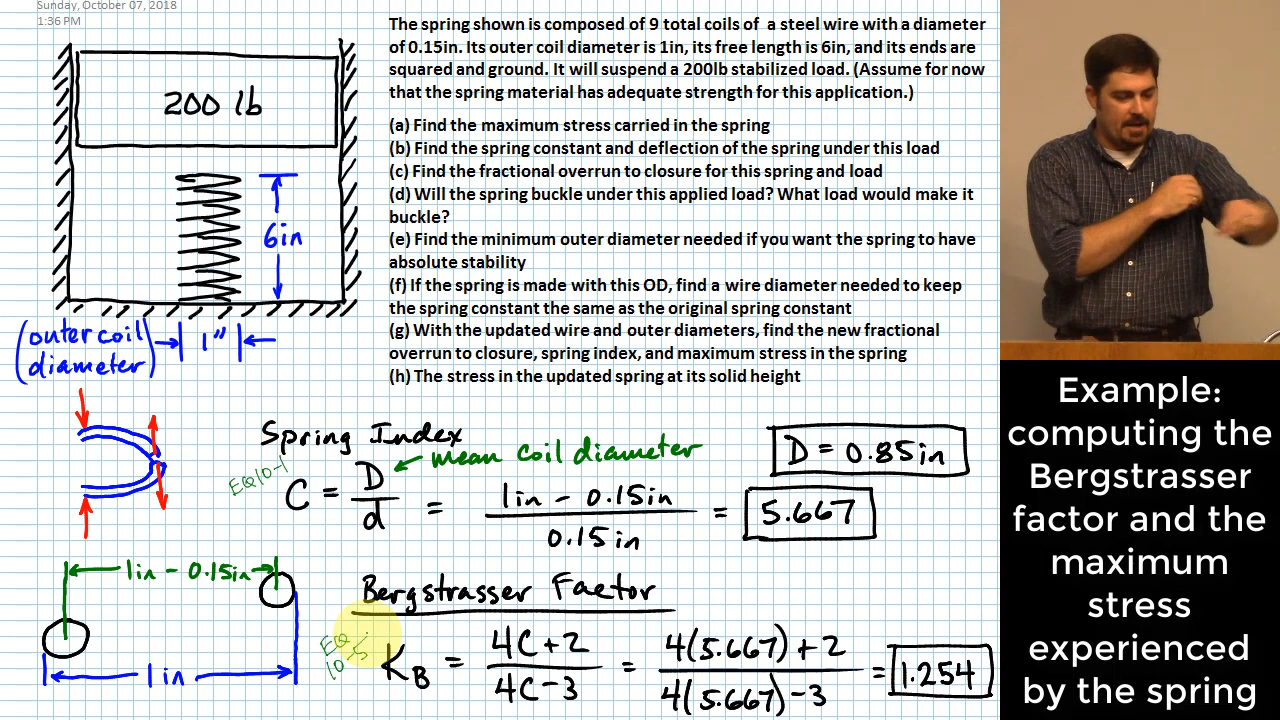 Sunday, October 07, 2018
1:36 PM
200 lb
6in
(outer coil
diameter)
1"
The spring shown is composed of 9 total coils of a steel wire with a diameter
of 0.15in. Its outer coil diameter is 1in, its free length is 6in, and its ends are
squared and ground. It will suspend a 200lb stabilized load. (Assume for now
that the spring material has adequate strength for this application.)
(a) Find the maximum stress carried in the spring
(b) Find the spring constant and deflection of the spring under this load
(c) Find the fractional overrun to closure for this spring and load
(d) Will the spring buckle under this applied load? What load would make it
buckle?
(e) Find the minimum outer diameter needed if you want the spring to have
absolute stability
(f) If the spring is made with this OD, find a wire diameter needed to keep
the spring constant the same as the original spring constant
(g) With the updated wire and outer diameters, find the new fractional
overrun to closure, spring index, and maximum stress in the spring
(h) The stress in the updated spring at its solid height
Spring Index
mean coil diameter
D = 0.85in
EQ 10-1
C = D/d = (1in - 0.15in)/(0.15in) = 5.667
1in - 0.15in
1in
Bergstrasser Factor
EQ 10-5
K_B = (4C+2)/(4C-3) = (4(5.667)+2)/(4(5.667)-3) = 1.254
Example:
computing the
Bergstrasser
factor and the
maximum
stress
experienced
by the spring